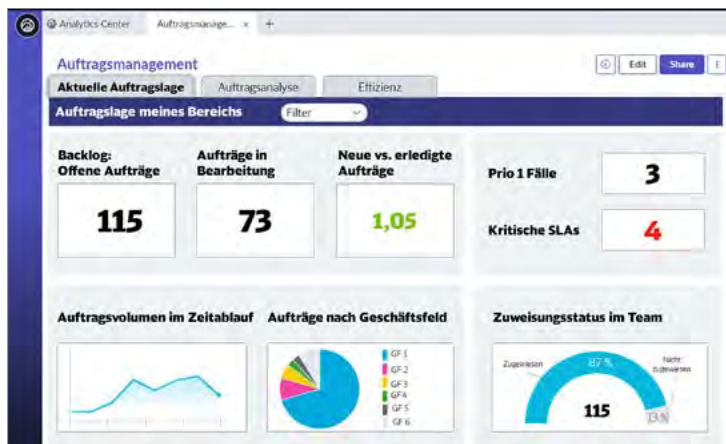 Analytics Center
Auftragsmanage... x +
Auftragsmanagement
Edit
Share
Aktuelle Auftragslage
Auftragsanalyse
Effizienz
Auftragslage meines Bereichs
Filter
Backlog:
Offene Aufträge
115
Aufträge in
Bearbeitung
73
Neue vs. erledigte
Aufträge
1,05
Prio 1 Fälle
3
Kritische SLAs
4
Auftragsvolumen im Zeitablauf
Aufträge nach Geschäftsfeld
GF 1
GF 2
GF 3
GF 4
GF 5
GF 6
Zuweisungsstatus im Team
Zugewiesen
87 %
Nicht
zugewiesen
115
13 %